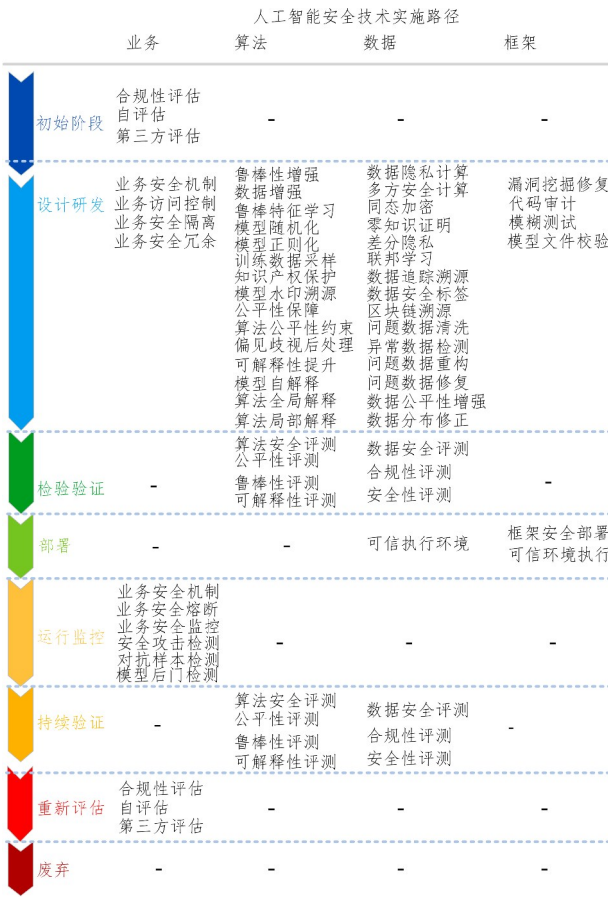 人工智能安全技术实施路径
业务 算法 数据 框架
初始阶段
合规性评估
自评估
第三方评估
-
-
-
设计研发
业务安全机制
业务访问控制
业务安全隔离
业务安全冗余
鲁棒性增强
数据增强
鲁棒特征学习
模型随机化
模型正则化
训练数据采样
知识产权保护
模型水印溯源
公平性保障
算法公平性约束
偏见歧视后处理
可解释性提升
模型自解释
算法全局解释
算法局部解释
数据隐私计算
多方安全计算
同态加密
零知识证明
差分隐私
联邦学习
数据追踪溯源
数据安全标签
区块链溯源
问题数据清洗
异常数据检测
问题数据重构
问题数据修复
数据公平性增强
数据分布修正
漏洞挖掘修复
代码审计
模糊测试
模型文件校验
检验验证
-
算法安全评测
公平性评测
鲁棒性评测
可解释性评测
数据安全评测
合规性评测
安全性评测
-
部署
-
-
可信执行环境
框架安全部署
可信环境执行
运行监控
业务安全机制
业务安全熔断
业务安全监控
安全攻击检测
对抗样本检测
模型后门检测
-
-
-
持续验证
-
算法安全评测
公平性评测
鲁棒性评测
可解释性评测
数据安全评测
合规性评测
安全性评测
-
重新评估
合规性评估
自评估
第三方评估
-
-
-
废弃
-
-
-
-